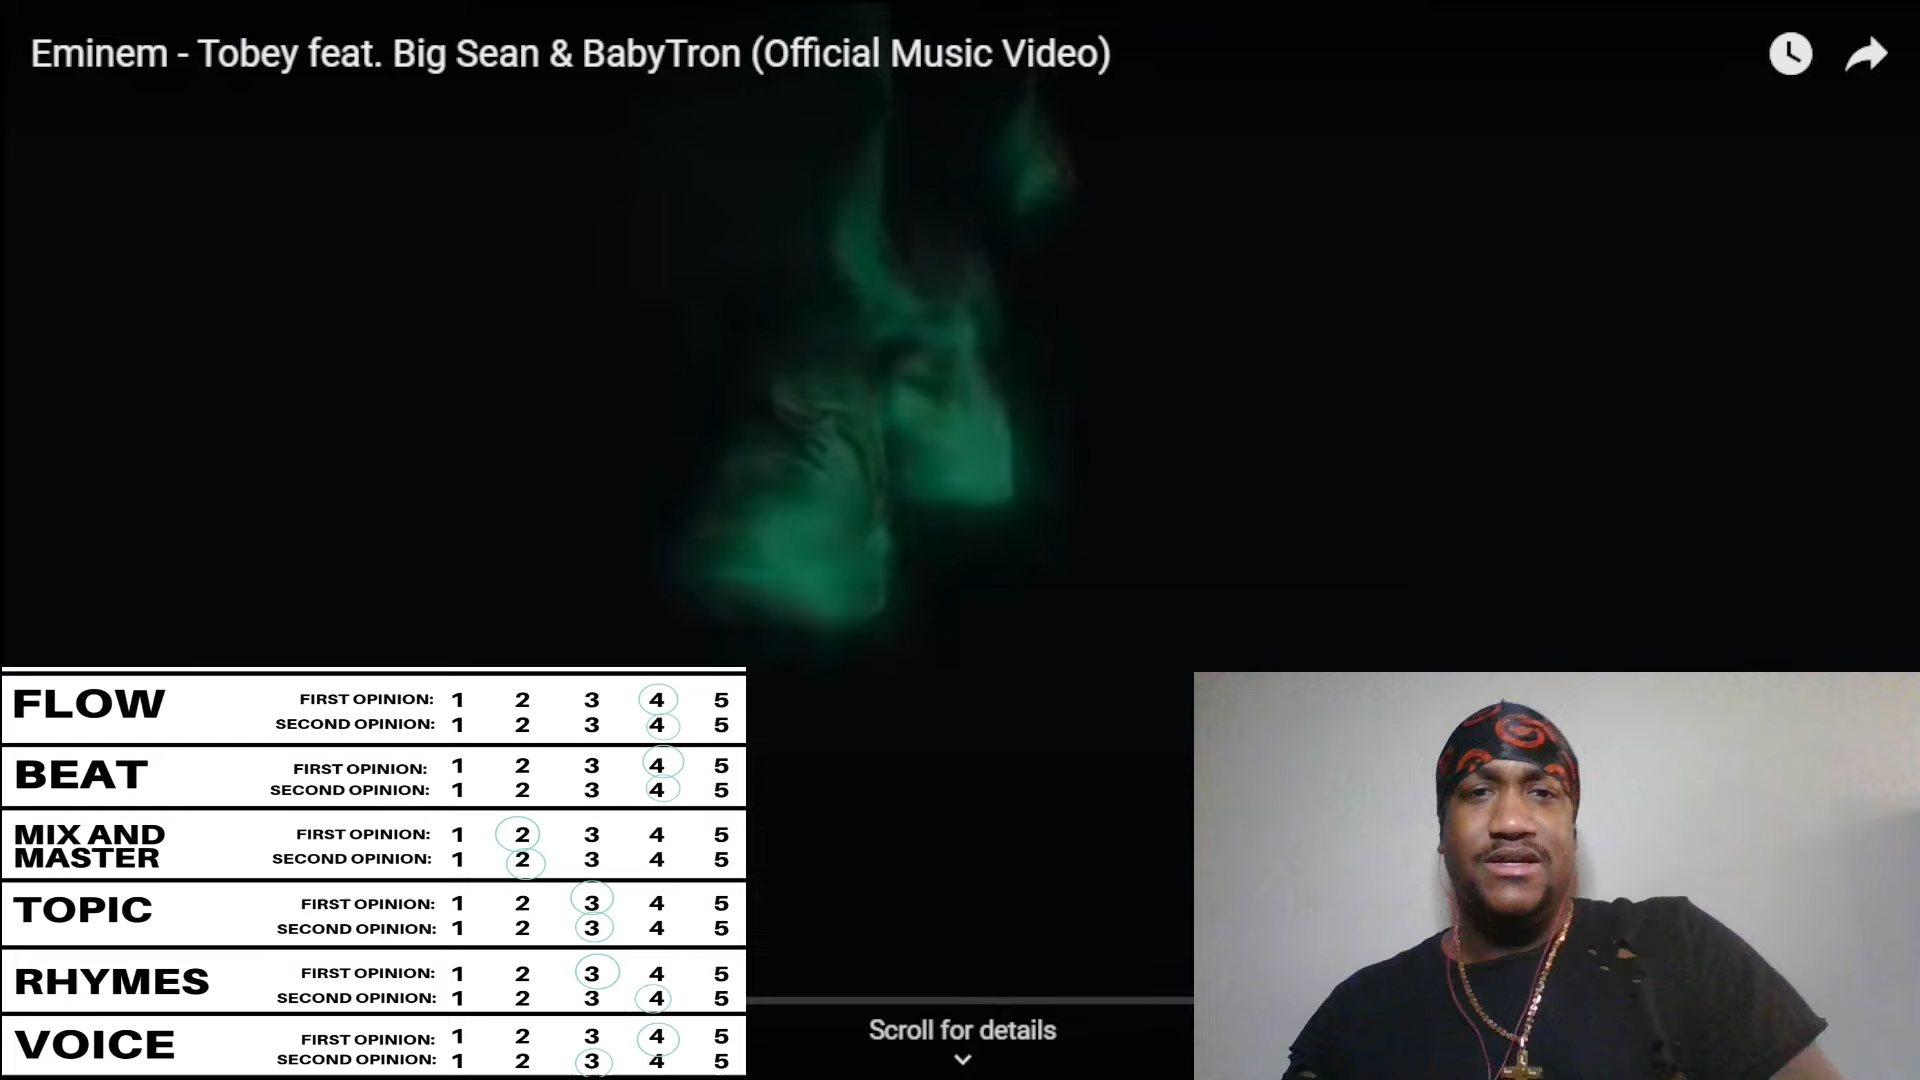 Eminem - Tobey feat. Big Sean & BabyTron (Official Music Video)
FLOW
FIRST OPINION: 1 2 3 4 5
SECOND OPINION: 1 2 3 4 5
BEAT
FIRST OPINION: 1 2 3 4 5
SECOND OPINION: 1 2 3 4 5
MIX AND
MASTER
FIRST OPINION: 1 2 3 4 5
SECOND OPINION: 1 2 3 4 5
TOPIC
FIRST OPINION: 1 2 3 4 5
SECOND OPINION: 1 2 3 4 5
RHYMES
FIRST OPINION: 1 2 3 4 5
SECOND OPINION: 1 2 3 4 5
VOICE
FIRST OPINION: 1 2 3 4 5
SECOND OPINION: 1 2 3 4 5
Scroll for details